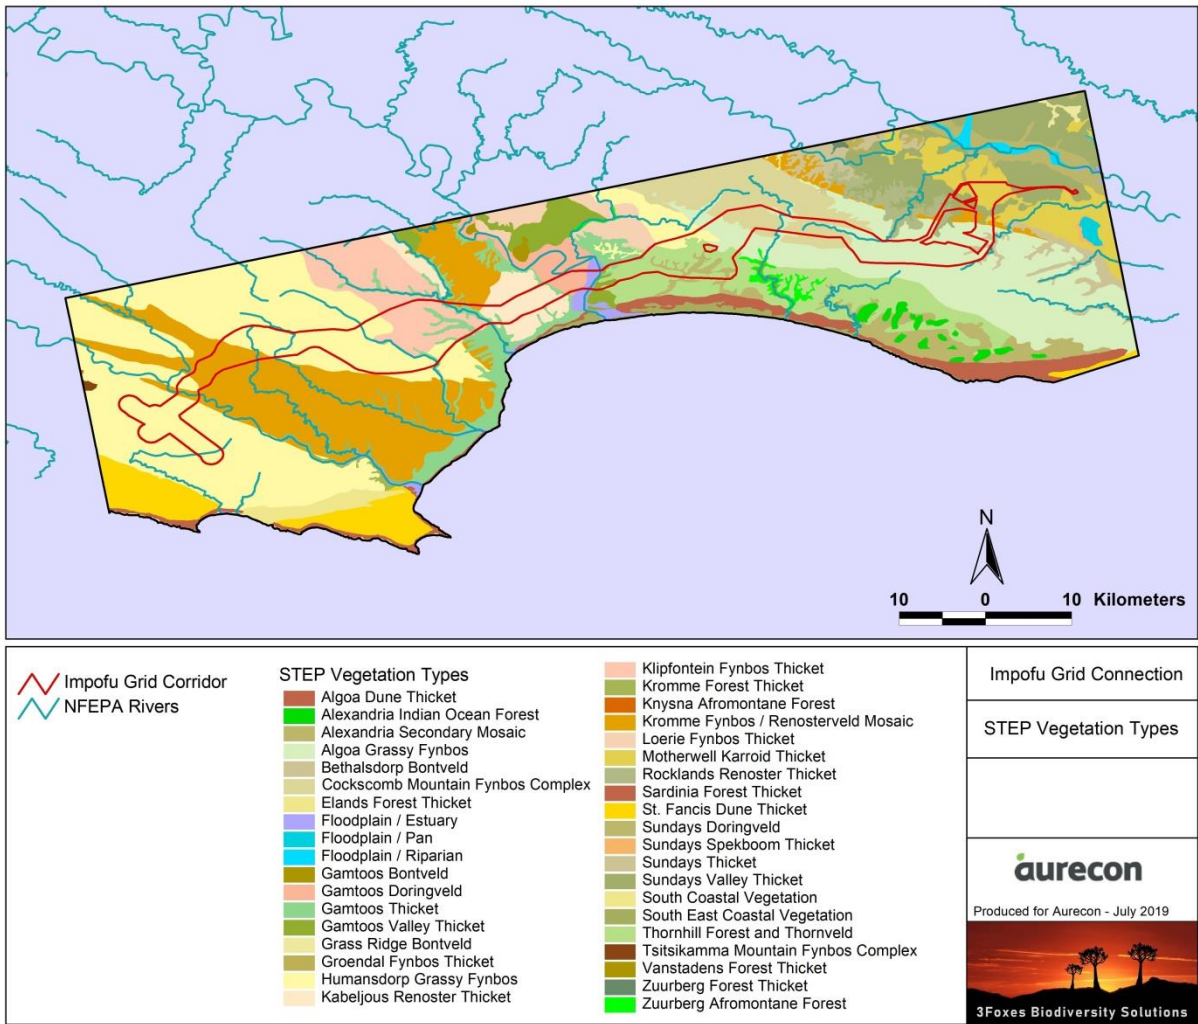 N
10 0 10 Kilometers
Impofu Grid Corridor
NFEPA Rivers
STEP Vegetation Types
Algoa Dune Thicket
Alexandria Indian Ocean Forest
Alexandria Secondary Mosaic
Algoa Grassy Fynbos
Bethalsdorp Bontveld
Cockscomb Mountain Fynbos Complex
Elands Forest Thicket
Floodplain / Estuary
Floodplain / Pan
Floodplain / Riparian
Gamtoos Bontveld
Gamtoos Doringveld
Gamtoos Thicket
Gamtoos Valley Thicket
Grass Ridge Bontveld
Groendal Fynbos Thicket
Humansdorp Grassy Fynbos
Kabeljous Renoster Thicket
Klipfontein Fynbos Thicket
Kromme Forest Thicket
Knysna Afromontane Forest
Kromme Fynbos / Renosterveld Mosaic
Loerie Fynbos Thicket
Motherwell Karroid Thicket
Rocklands Renoster Thicket
Sardinia Forest Thicket
St. Fancis Dune Thicket
Sundays Doringveld
Sundays Spekboom Thicket
Sundays Thicket
Sundays Valley Thicket
South Coastal Vegetation
South East Coastal Vegetation
Thornhill Forest and Thornveld
Tsitsikamma Mountain Fynbos Complex
Vanstadens Forest Thicket
Zuurberg Forest Thicket
Zuurberg Afromontane Forest
Impofu Grid Connection
STEP Vegetation Types
aurecon
Produced for Aurecon - July 2019
3Foxes Biodiversity Solutions